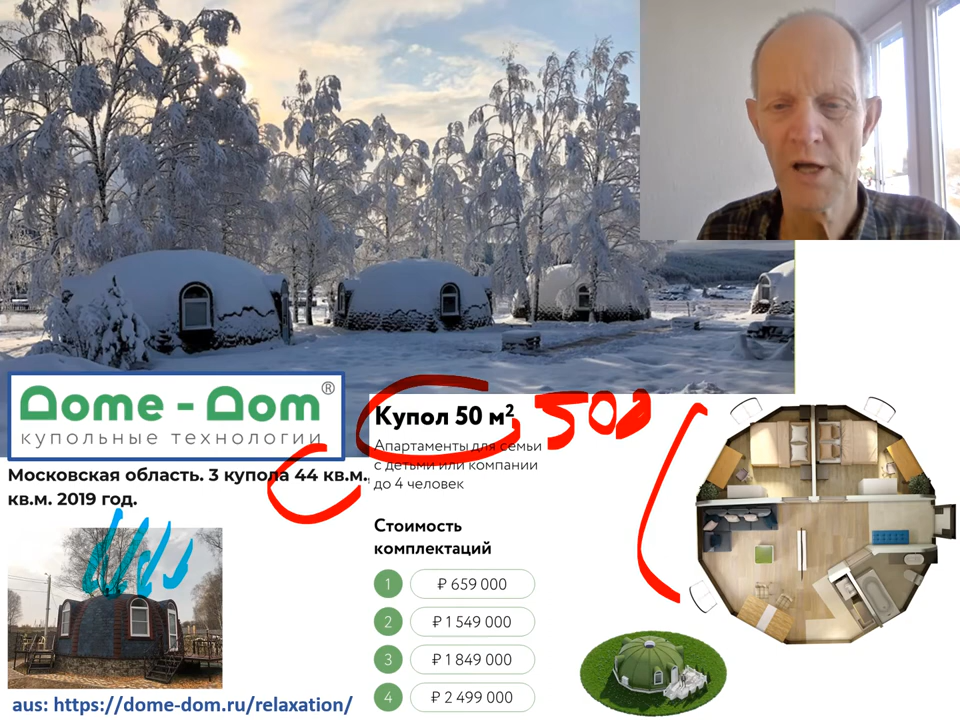 Dome - Dom®
купольные технологии
Московская область. 3 купола 44 кв.м.,
кв.м. 2019 год.
aus: https://dome-dom.ru/relaxation/
Купол 50 м²
Апартаменты для семьи
с детьми или компании
до 4 человек
Стоимость
комплектаций
1 ₽ 659 000
2 ₽ 1 549 000
3 ₽ 1 849 000
4 ₽ 2 499 000